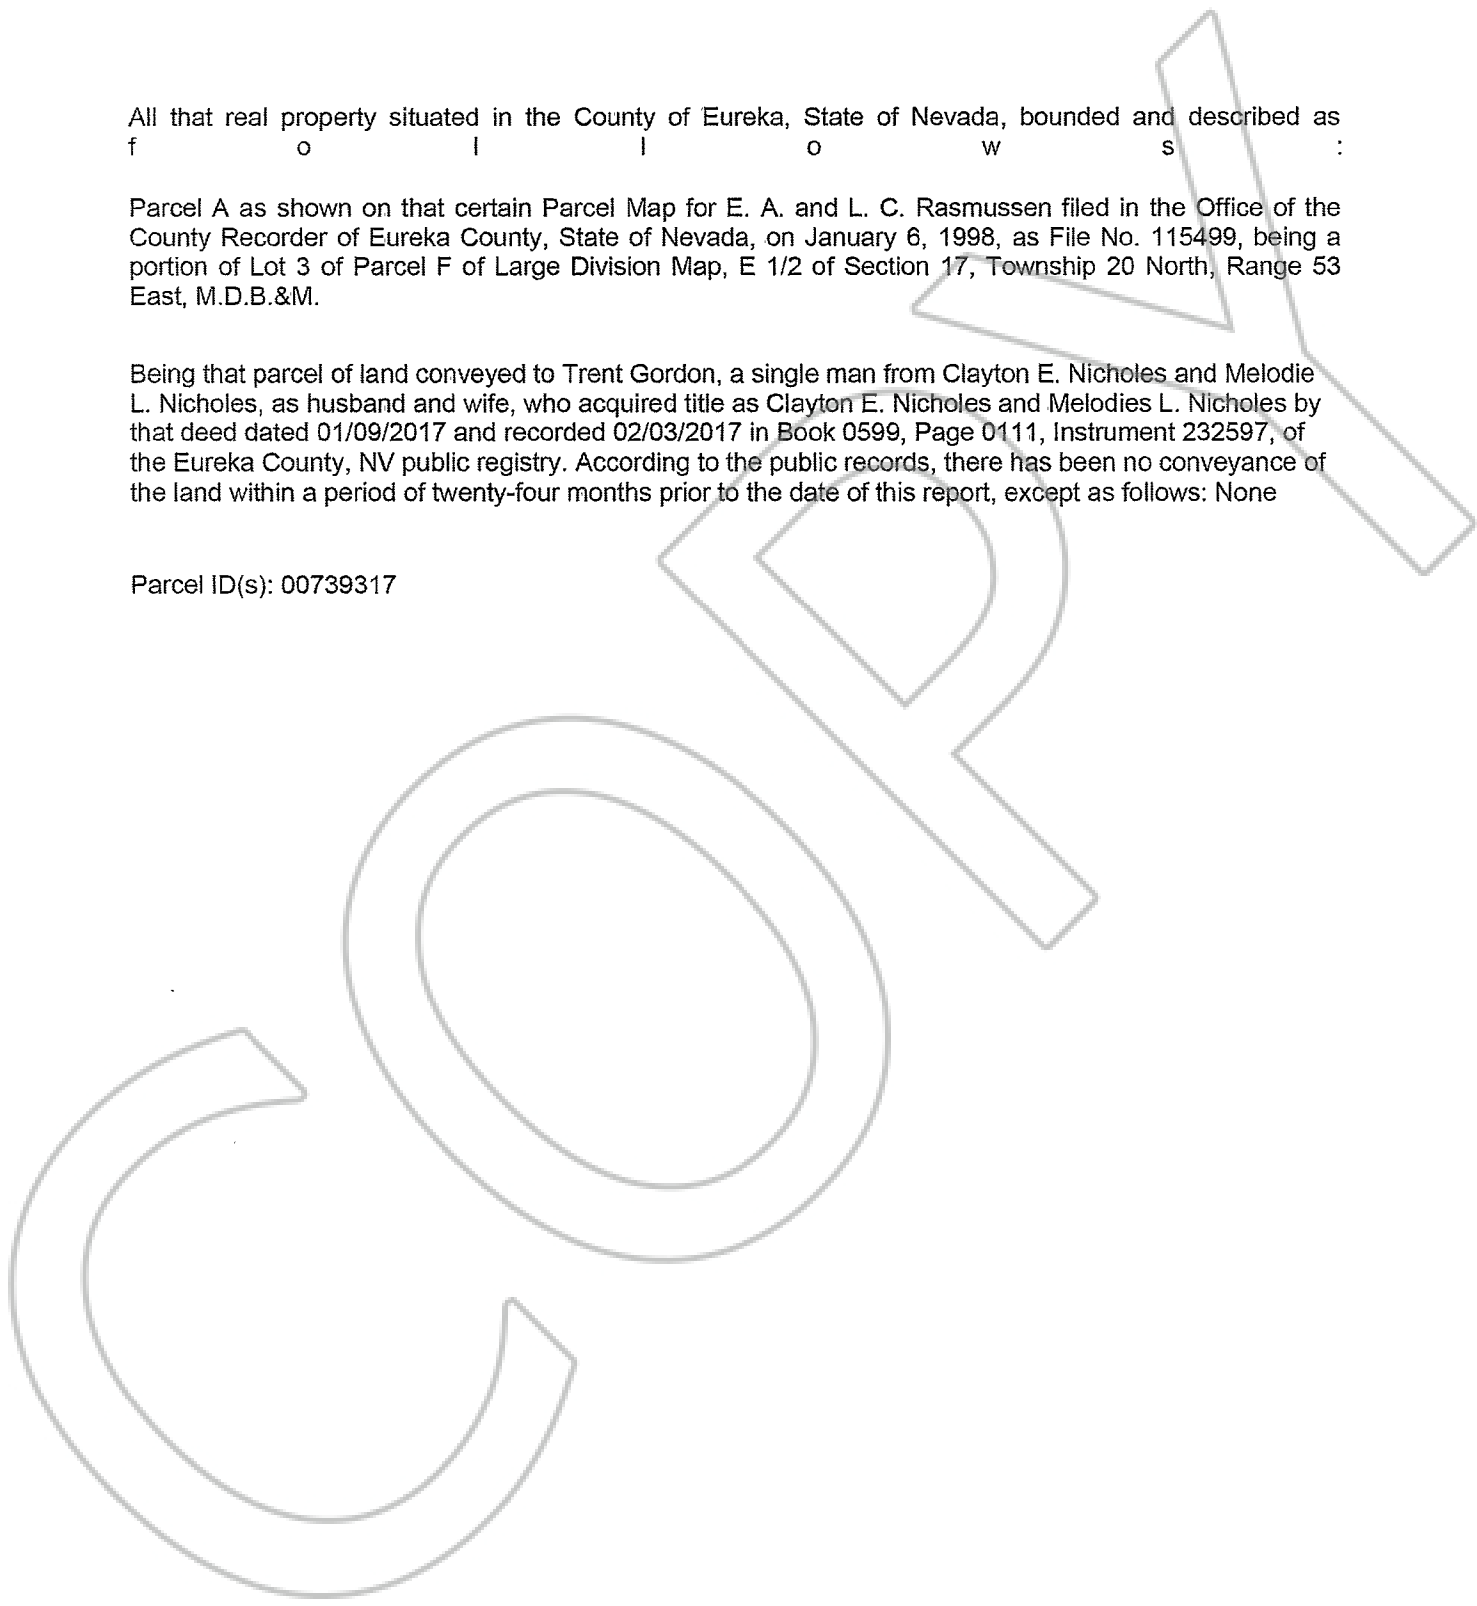 All that real property situated in the County of Eureka, State of Nevada, bounded and described as
f o l l o w s :
Parcel A as shown on that certain Parcel Map for E. A. and L. C. Rasmussen filed in the Office of the
County Recorder of Eureka County, State of Nevada, on January 6, 1998, as File No. 115499, being a
portion of Lot 3 of Parcel F of Large Division Map, E 1/2 of Section 17, Township 20 North, Range 53
East, M.D.B.&M.
Being that parcel of land conveyed to Trent Gordon, a single man from Clayton E. Nicholes and Melodie
L. Nicholes, as husband and wife, who acquired title as Clayton E. Nicholes and Melodies L. Nicholes by
that deed dated 01/09/2017 and recorded 02/03/2017 in Book 0599, Page 0111, Instrument 232597, of
the Eureka County, NV public registry. According to the public records, there has been no conveyance of
the land within a period of twenty-four months prior to the date of this report, except as follows: None
Parcel ID(s): 00739317
COPY